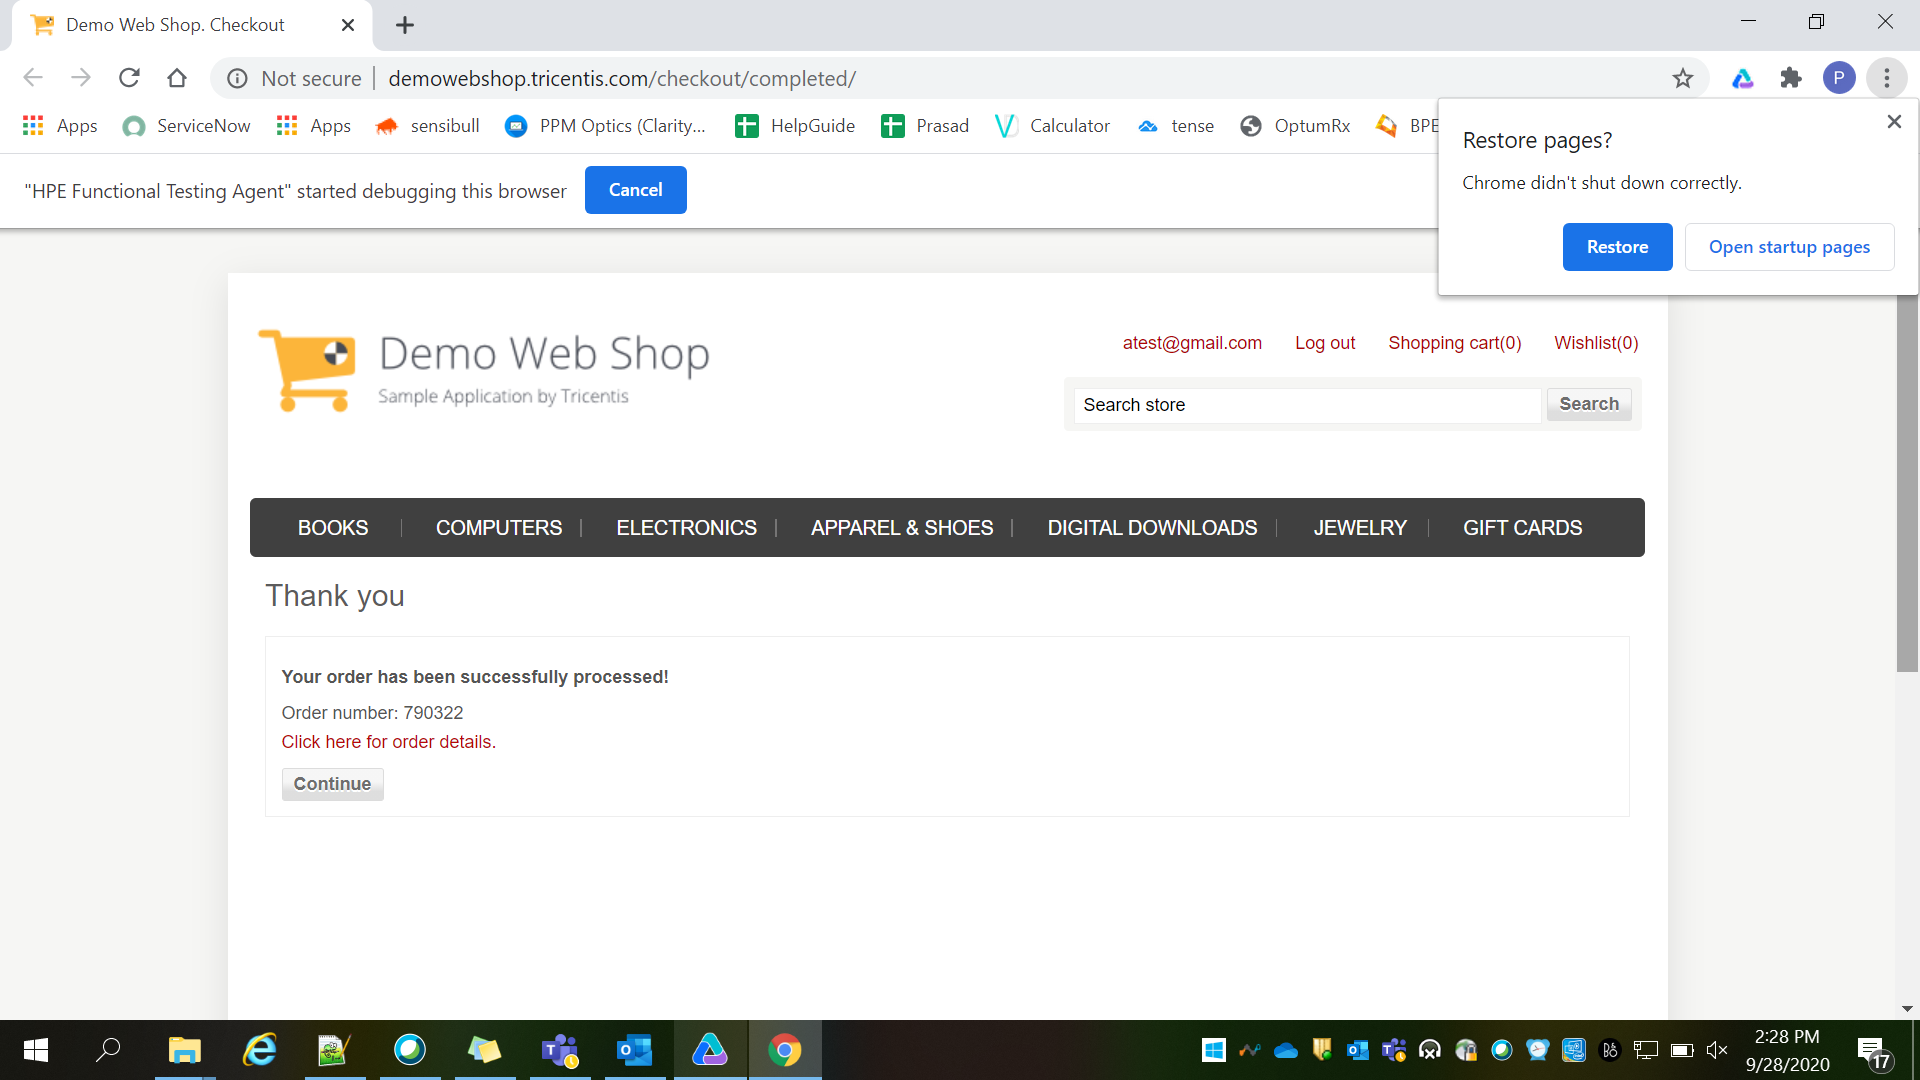 Demo Web Shop. Checkout
Not secure
demowebshop.tricentis.com/checkout/completed/
P
Apps
ServiceNow
Apps
sensibull
PPM Optics (Clarity...
HelpGuide
Prasad
Calculator
tense
OptumRx
BPE
Restore pages?
Chrome didn't shut down correctly.
Restore
Open startup pages
"HPE Functional Testing Agent" started debugging this browser
Cancel
Demo Web Shop
Sample Application by Tricentis
atest@gmail.com
Log out
Shopping cart(0)
Wishlist(0)
Search store
Search
BOOKS
COMPUTERS
ELECTRONICS
APPAREL & SHOES
DIGITAL DOWNLOADS
JEWELRY
GIFT CARDS
Thank you
Your order has been successfully processed!
Order number: 790322
Click here for order details.
Continue
2:28 PM
9/28/2020
17